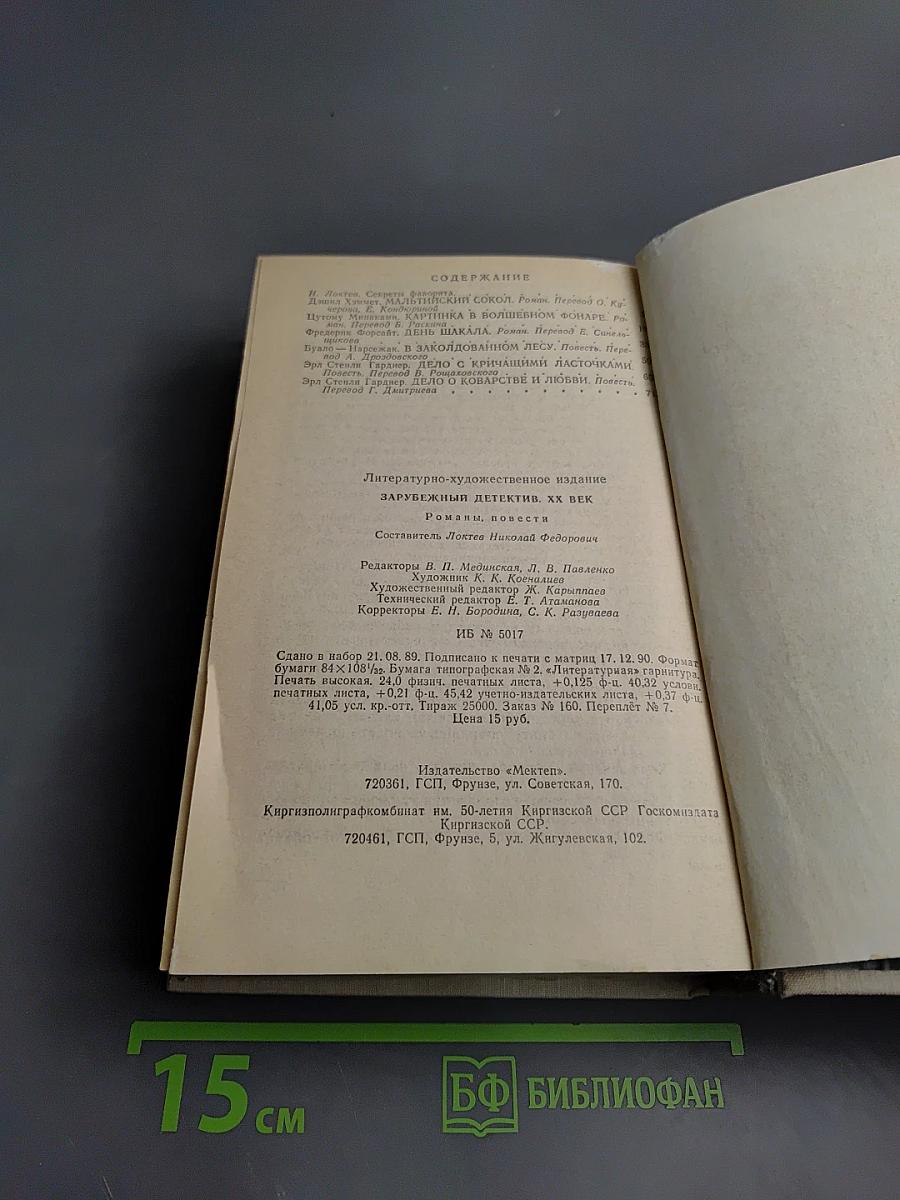 СОДЕРЖАНИЕ
Н. Локтев. Секреты фаворита.
Дэшил Хэммет. МАЛЬТИЙСКИЙ СОКОЛ. Роман. Перевод О. Ку-
черова, Е. Кондюриной
Цутому Минаками. КАРТИНКА В ВОЛШЕБНОМ ФОНАРЕ. Ро-
ман. Перевод Б. Раскина
Фредерик Форсайт. ДЕНЬ ШАКАЛА. Роман. Перевод Е. Синель-
щикова
Буало — Нарсежак. В ЗАКОЛДОВАННОМ ЛЕСУ. Повесть. Пере-
вод А. Дроздовского
Эрл Стенли Гарднер. ДЕЛО С КРИЧАЩИМИ ЛАСТОЧКАМИ.
Повесть. Перевод В. Рощаховского
Эрл Стенли Гарднер. ДЕЛО О КОВАРСТВЕ И ЛЮБВИ. Повесть.
Перевод Г. Дмитриева
Литературно-художественное издание
ЗАРУБЕЖНЫЙ ДЕТЕКТИВ. XX ВЕК
Романы, повести
Составитель Локтев Николай Федорович
Редакторы В. П. Мединская, Л. В. Павленко
Художник К. К. Коеналиев
Художественный редактор Ж. Карыппаев
Технический редактор Е. Т. Атаманова
Корректоры Е. Н. Бородина, С. К. Разуваева
ИБ № 5017
Сдано в набор 21. 08. 89. Подписано к печати с матриц 17. 12. 90. Формат
бумаги 84×108¹/₃₂. Бумага типографская № 2. «Литературная» гарнитура.
Печать высокая. 24,0 физич. печатных листа, +0,125 ф-ц. 40,32 условн.
печатных листа, +0,21 ф-ц. 45,42 учетно-издательских листа, +0,37 ф-ц.
41,05 усл. кр.-отт. Тираж 25000. Заказ № 160. Переплёт № 7.
Цена 15 руб.
Издательство «Мектеп».
720361, ГСП, Фрунзе, ул. Советская, 170.
Киргизполиграфкомбинат им. 50-летия Киргизской ССР Госкомиздата
Киргизской ССР.
720461, ГСП, Фрунзе, 5, ул. Жигулевская, 102.
15 см
БФ БИБЛИОФАН